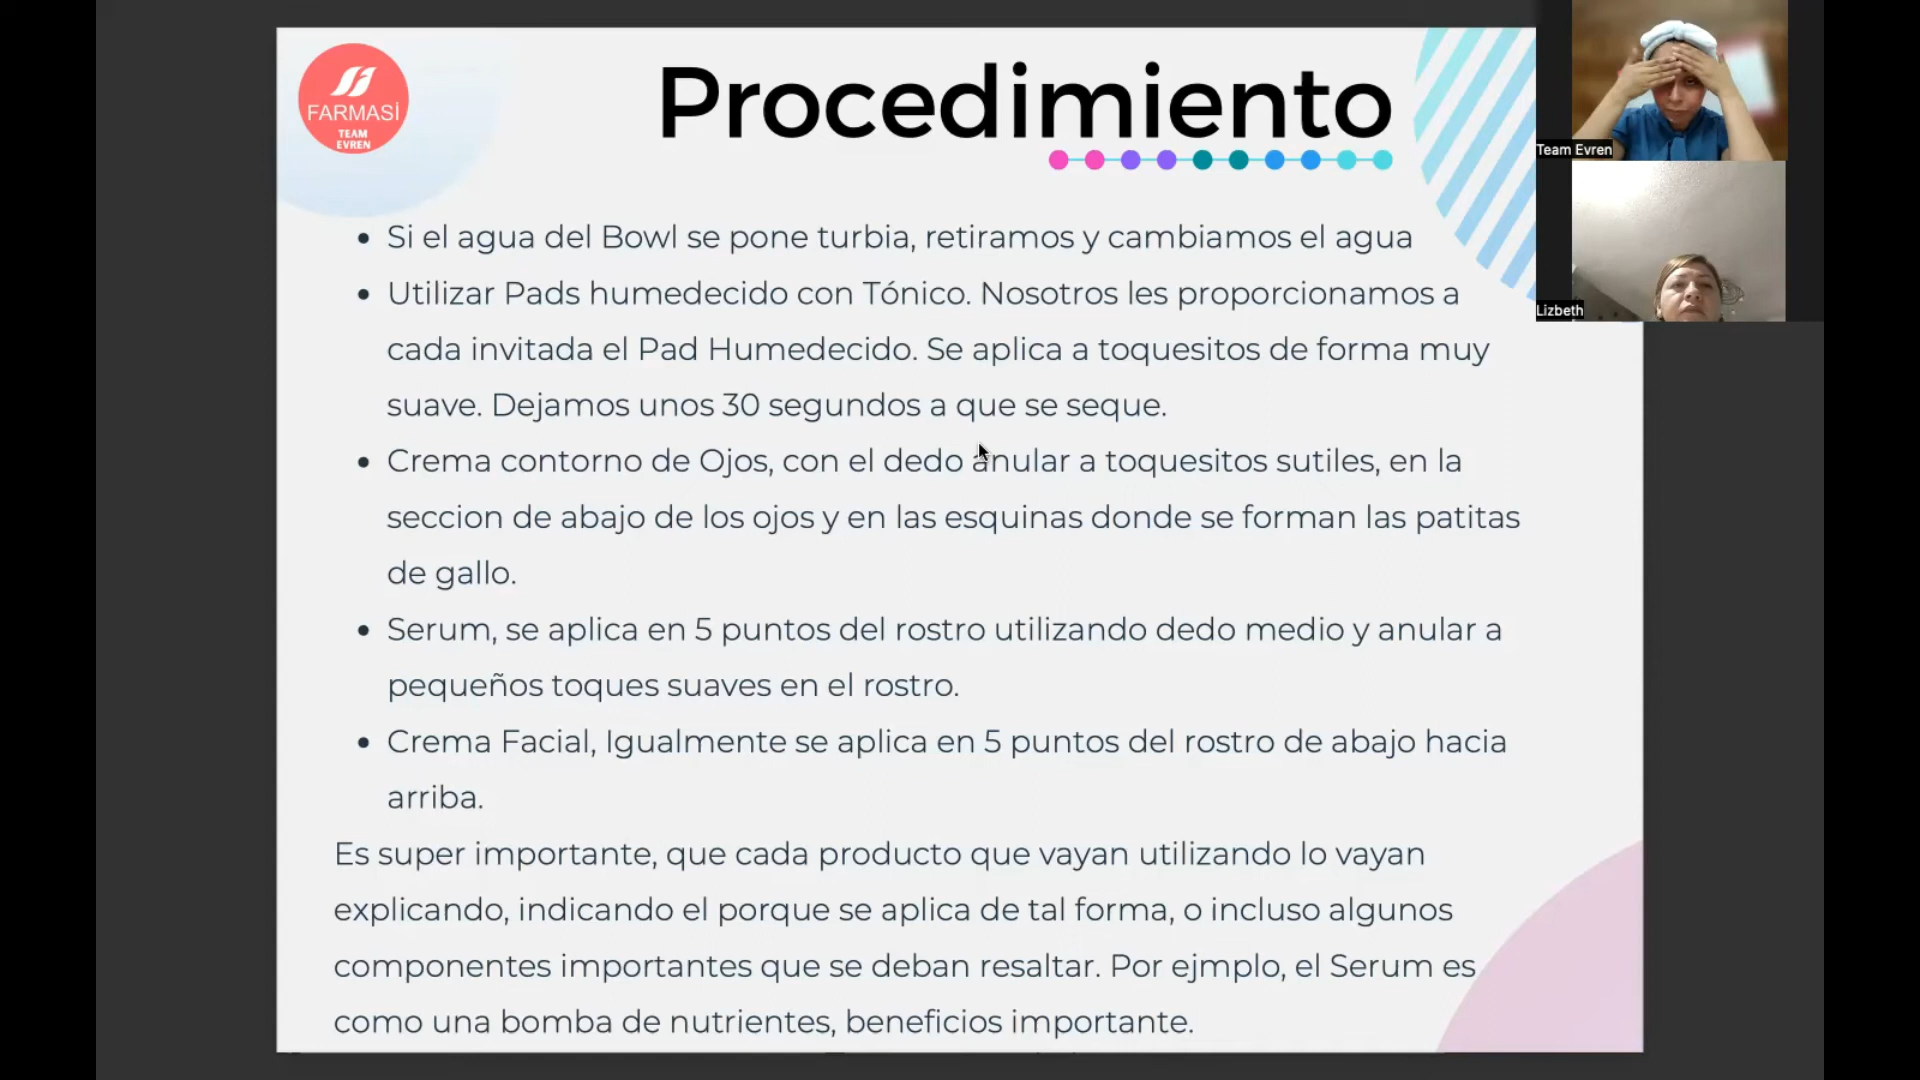 FARMASİ
TEAM
EVREN
Procedimiento
Team Evren
Lizbeth
• Si el agua del Bowl se pone turbia, retiramos y cambiamos el agua
• Utilizar Pads humedecido con Tónico. Nosotros les proporcionamos a
cada invitada el Pad Humedecido. Se aplica a toquesitos de forma muy
suave. Dejamos unos 30 segundos a que se seque.
• Crema contorno de Ojos, con el dedo anular a toquesitos sutiles, en la
seccion de abajo de los ojos y en las esquinas donde se forman las patitas
de gallo.
• Serum, se aplica en 5 puntos del rostro utilizando dedo medio y anular a
pequeños toques suaves en el rostro.
• Crema Facial, Igualmente se aplica en 5 puntos del rostro de abajo hacia
arriba.
Es super importante, que cada producto que vayan utilizando lo vayan
explicando, indicando el porque se aplica de tal forma, o incluso algunos
componentes importantes que se deban resaltar. Por ejmplo, el Serum es
como una bomba de nutrientes, beneficios importante.